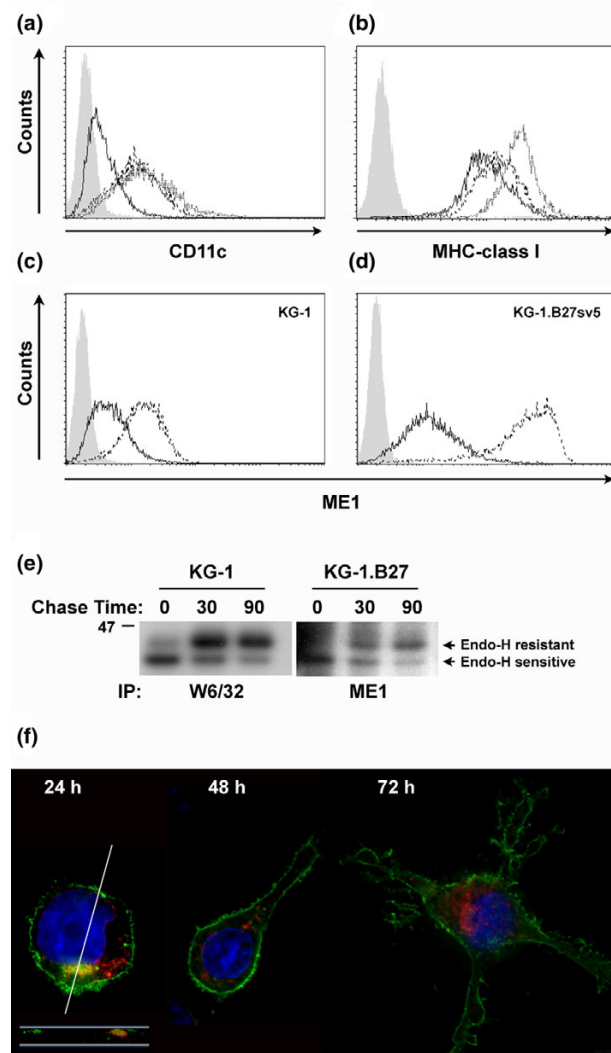 (a)
(b)
Counts
CD11c
MHC-class I
(c)
(d)
Counts
KG-1
KG-1.B27sv5
ME1
(e)
KG-1
KG-1.B27
Chase Time: 0 30 90 0 30 90
47
Endo-H resistant
Endo-H sensitive
IP: W6/32 ME1
(f)
24 h
48 h
72 h